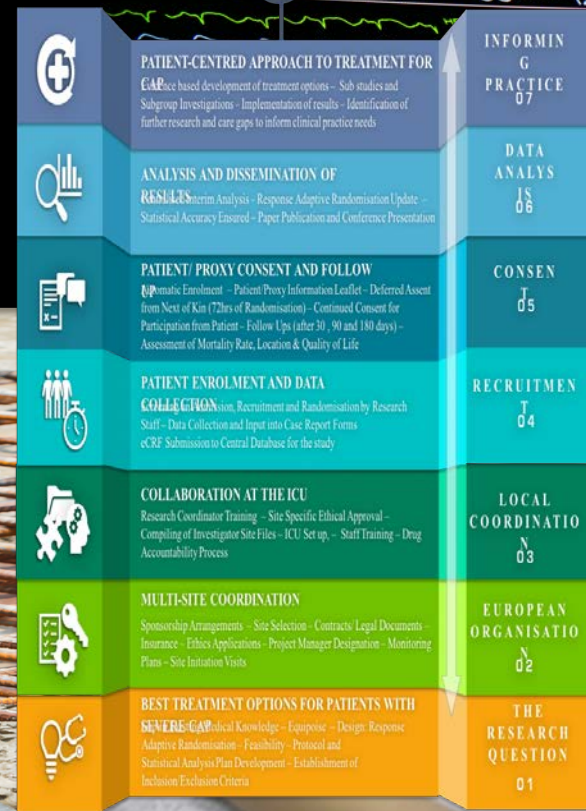 PATIENT-CENTRED APPROACH TO TREATMENT FOR
CAP
based development of treatment options – Sub studies and
Subgroup Investigations – Implementation of results – Identification of
further research and care gaps to inform clinical practice needs
INFORMIN
G
PRACTICE
07
ANALYSIS AND DISSEMINATION OF
RESULTS
Interim Analysis - Response Adaptive Randomisation Update –
Statistical Accuracy Ensured – Paper Publication and Conference Presentation
DATA
ANALYS
IS
06
PATIENT/ PROXY CONSENT AND FOLLOW
UP
Enrolment – Patient/Proxy Information Leaflet – Deferred Assent
from Next of Kin (72hrs of Randomisation) – Continued Consent for
Participation from Patient – Follow Ups (after 30 , 90 and 180 days) –
Assessment of Mortality Rate, Location & Quality of Life
CONSEN
T
05
PATIENT ENROLMENT AND DATA
COLLECTION
Recruitment and Randomisation by Research
Staff – Data Collection and Input into Case Report Forms
eCRF Submission to Central Database for the study
RECRUITMEN
T
04
COLLABORATION AT THE ICU
Research Coordinator Training – Site Specific Ethical Approval –
Compiling of Investigator Site Files – ICU Set up, – Staff Training – Drug
Accountability Process
LOCAL
COORDINATIO
N
03
MULTI-SITE COORDINATION
Sponsorship Arrangements – Site Selection – Contracts/ Legal Documents –
Insurance – Ethics Applications – Project Manager Designation – Monitoring
Plans – Site Initiation Visits
EUROPEAN
ORGANISATIO
N
02
BEST TREATMENT OPTIONS FOR PATIENTS WITH
SEVERE CAP
Medical Knowledge – Equipoise – Design: Response
Adaptive Randomisation – Feasibility – Protocol and
Statistical Analysis Plan Development – Establishment of
Inclusion/Exclusion Criteria
THE
RESEARCH
QUESTION
01